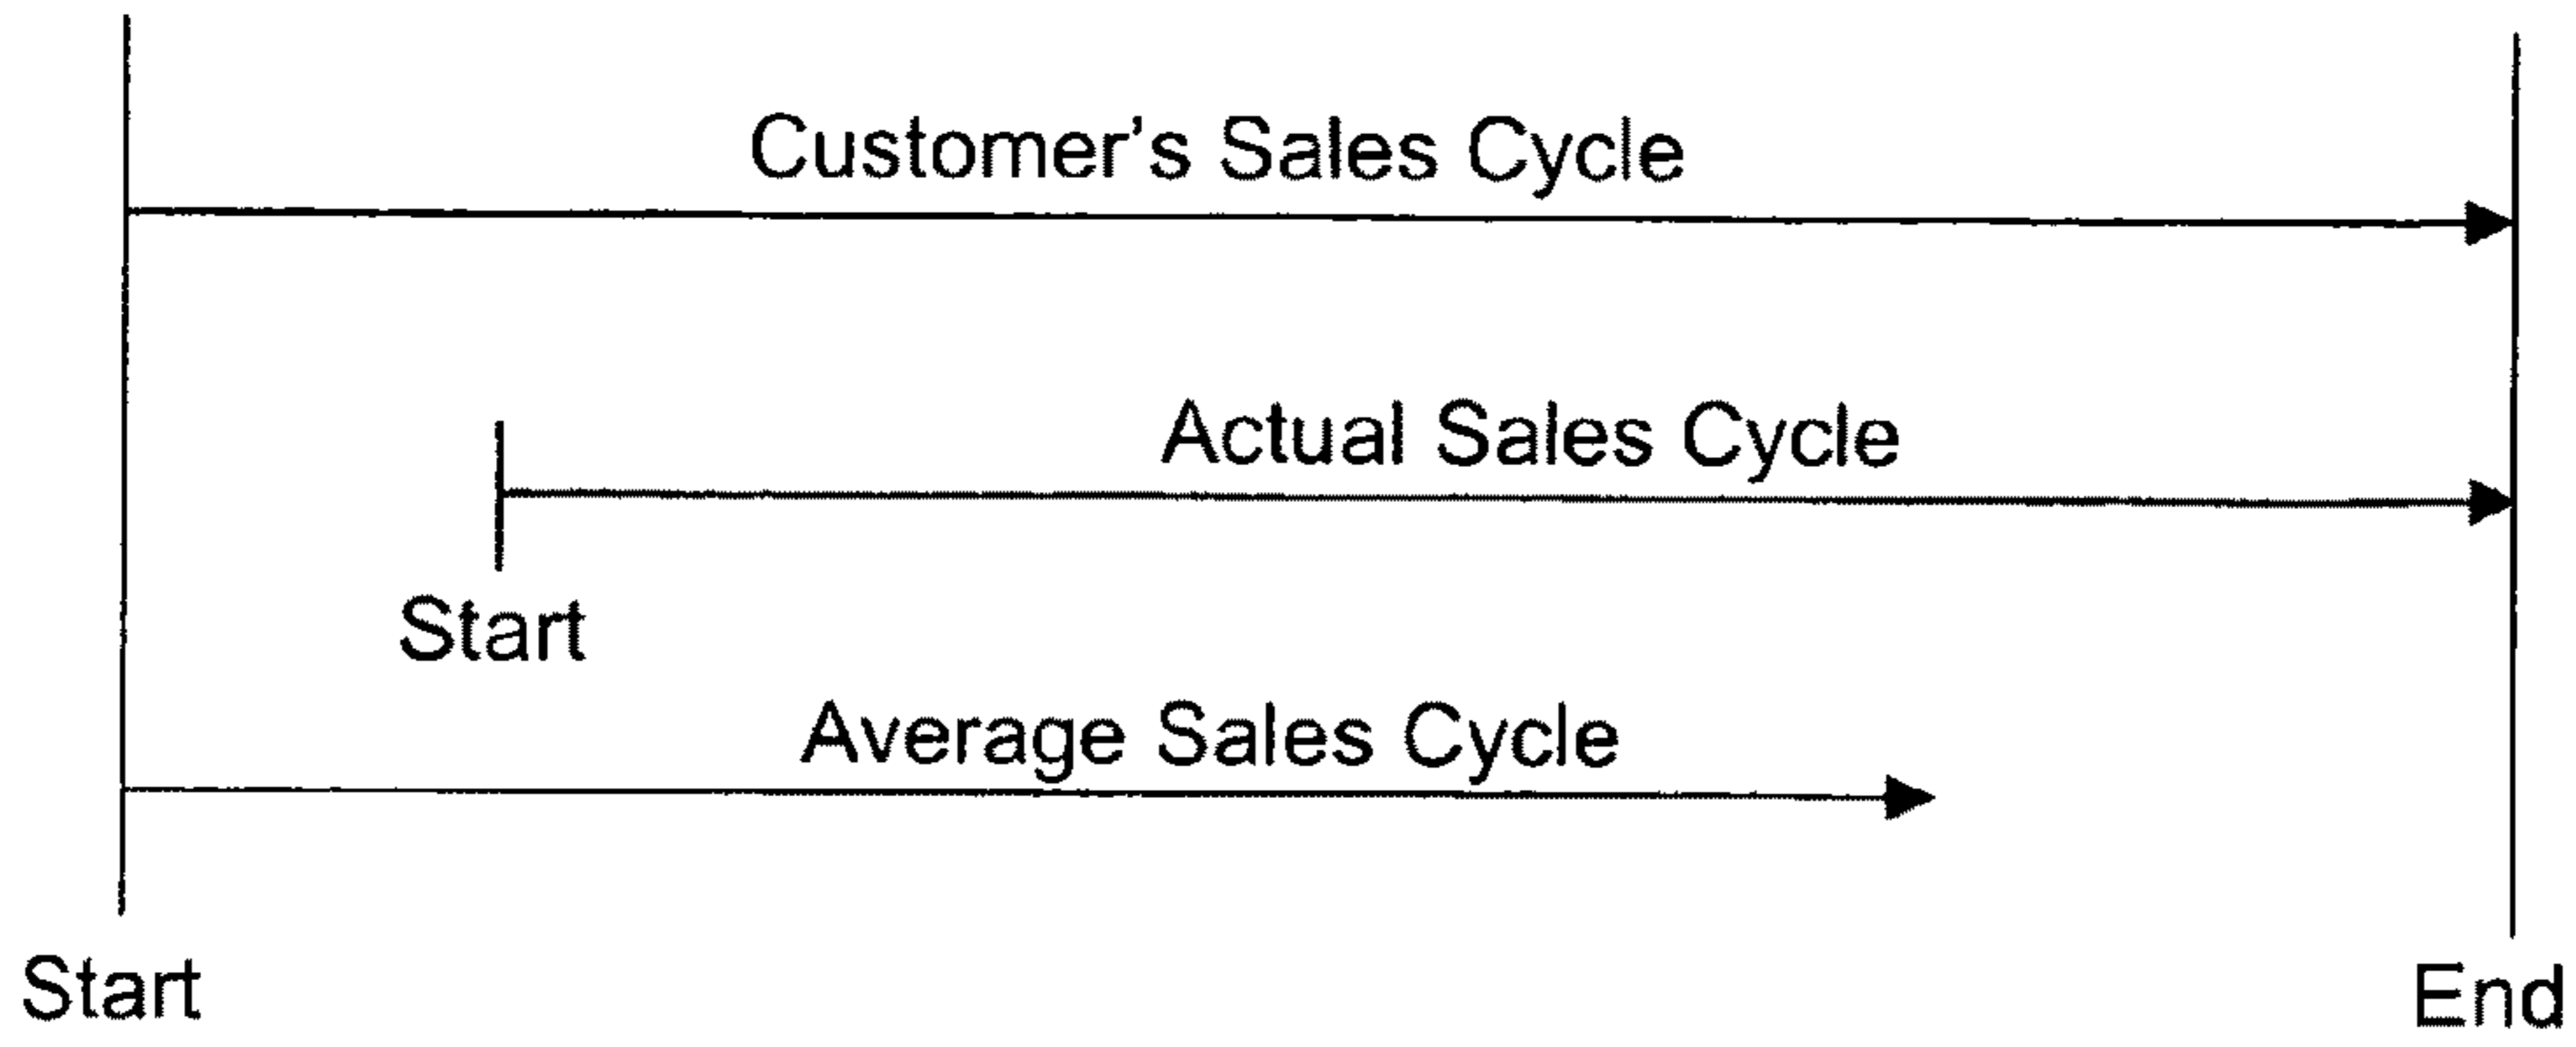 Customer's Sales Cycle
Actual Sales Cycle
Start
Average Sales Cycle
Start
End